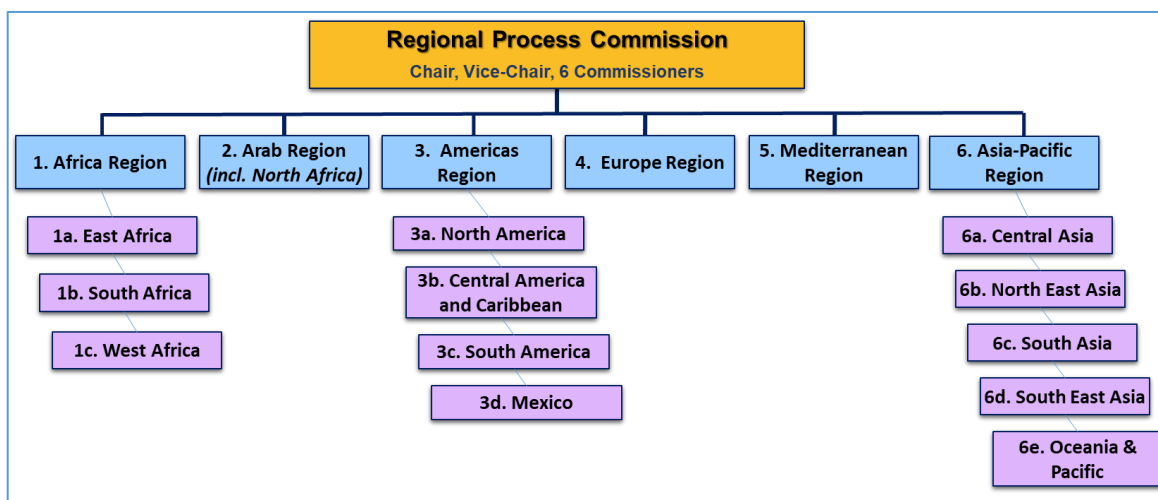 Regional Process Commission
Chair, Vice-Chair, 6 Commissioners
1. Africa Region
2. Arab Region
(incl. North Africa)
3. Americas
Region
4. Europe Region
5. Mediterranean
Region
6. Asia-Pacific
Region
1a. East Africa
1b. South Africa
1c. West Africa
3a. North America
3b. Central America
and Caribbean
3c. South America
3d. Mexico
6a. Central Asia
6b. North East Asia
6c. South Asia
6d. South East Asia
6e. Oceania &
Pacific